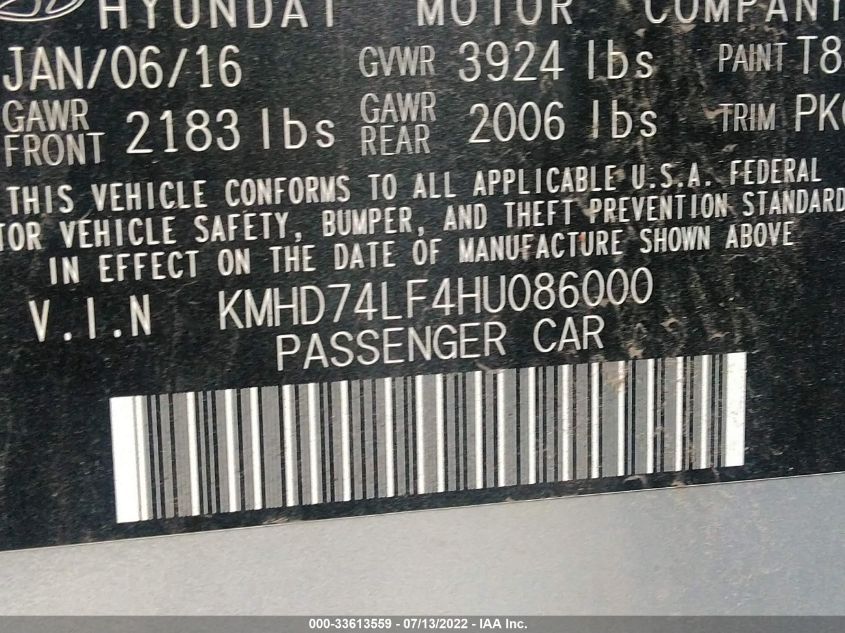 HYUNDAI MOTOR COMPANY
JAN/06/16 GVWR 3924 lbs PAINT T8
GAWR FRONT 2183 lbs GAWR REAR 2006 lbs TRIM PK
THIS VEHICLE CONFORMS TO ALL APPLICABLE U.S.A. FEDERAL
TOR VEHICLE SAFETY, BUMPER, AND THEFT PREVENTION STANDARD
IN EFFECT ON THE DATE OF MANUFACTURE SHOWN ABOVE
V.I.N KMHD74LF4HU086000
PASSENGER CAR
000-33613559 - 07/13/2022 - IAA Inc.